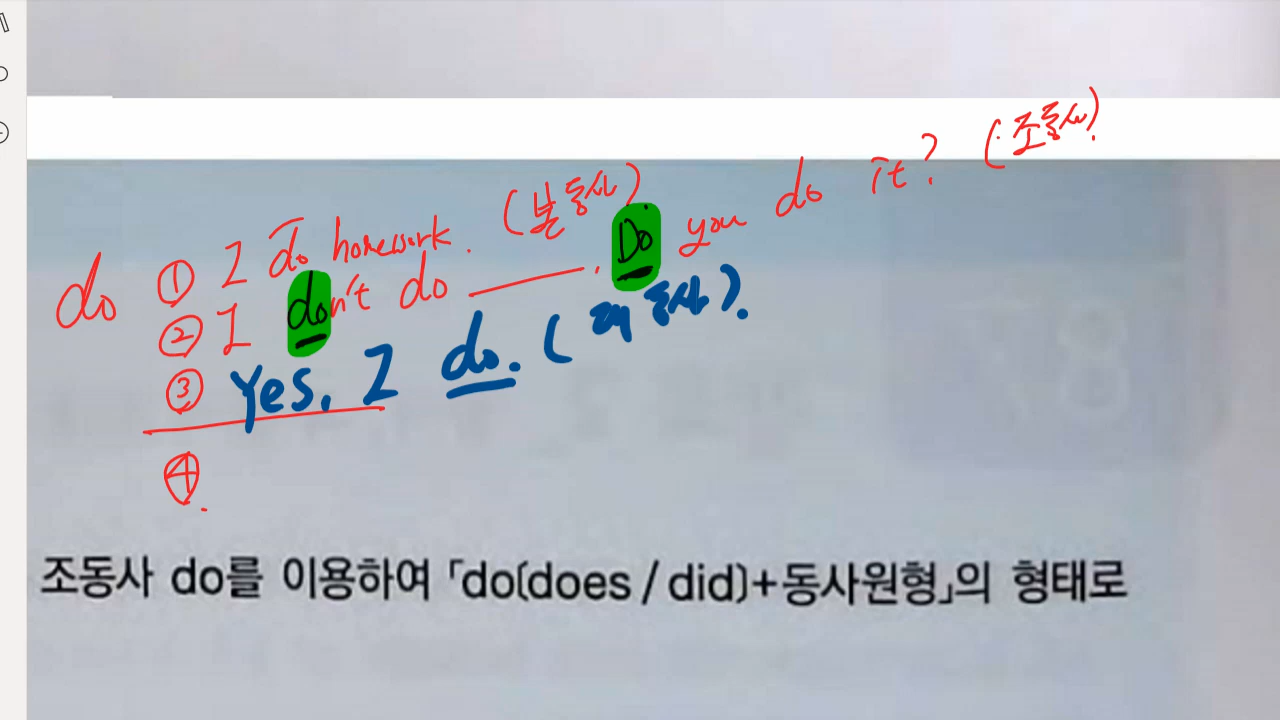 do ① I do homework. (본동사)
② I don't do ______. Do you do it? (조동사)
③ Yes, I do. (대동사).
④.
조동사 do를 이용하여 「do(does / did)+동사원형」의 형태로